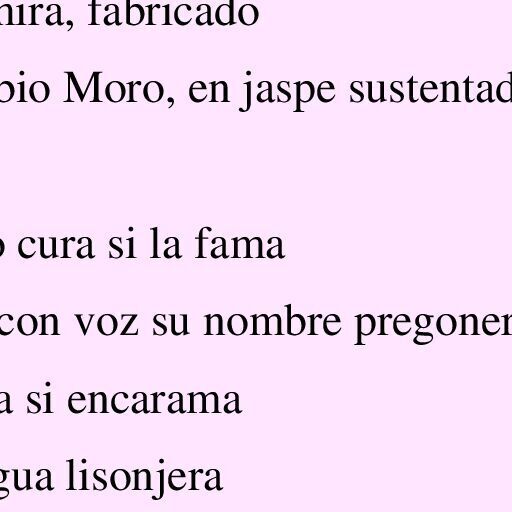 mira, fabricado
bio Moro, en jaspe sustentad
o cura si la fama
con voz su nombre pregoner
a si encarama
gua lisonjera